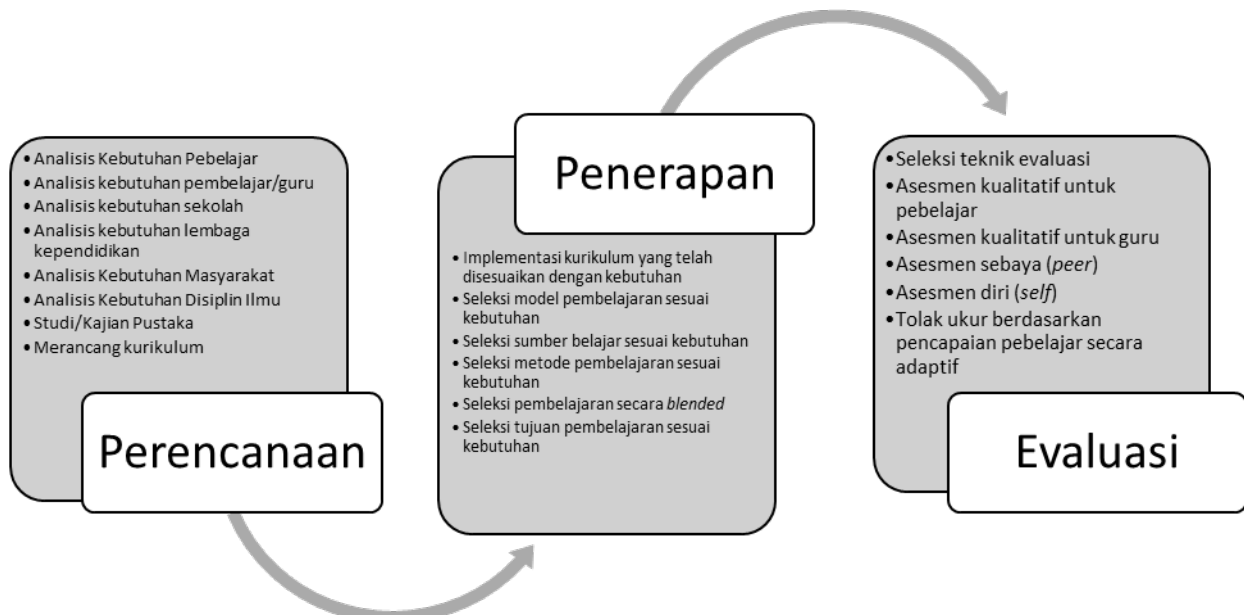 • Analisis Kebutuhan Pebelajar
• Analisis kebutuhan pembelajar/guru
• Analisis kebutuhan sekolah
• Analisis kebutuhan lembaga
kependidikan
• Analisis Kebutuhan Masyarakat
• Analisis Kebutuhan Disiplin Ilmu
• Studi/Kajian Pustaka
• Merancang kurikulum
Perencanaan
Penerapan
• Implementasi kurikulum yang telah
disesuaikan dengan kebutuhan
• Seleksi model pembelajaran sesuai
kebutuhan
• Seleksi sumber belajar sesuai kebutuhan
• Seleksi metode pembelajaran sesuai
kebutuhan
• Seleksi pembelajaran secara blended
• Seleksi tujuan pembelajaran sesuai
kebutuhan
• Seleksi teknik evaluasi
• Asesmen kualitatif untuk
pebelajar
• Asesmen kualitatif untuk guru
• Asesmen sebaya (peer)
• Asesmen diri (self)
• Tolak ukur berdasarkan
pencapaian pebelajar secara
adaptif
Evaluasi